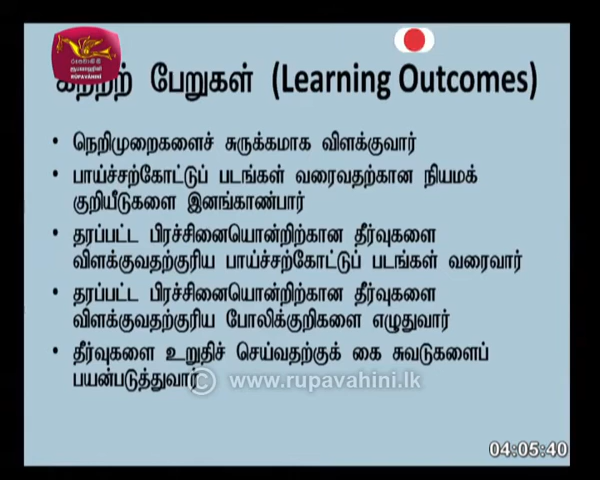 RUPAVAHINI
கற்றற் பேறுகள் (Learning Outcomes)
• நெறிமுறைகளைச் சுருக்கமாக விளக்குவார்
• பாய்ச்சற்கோட்டுப் படங்கள் வரைவதற்கான நியமக்
குறியீடுகளை இனங்காண்பார்
• தரப்பட்ட பிரச்சினையொன்றிற்கான தீர்வுகளை
விளக்குவதற்குரிய பாய்ச்சற்கோட்டுப் படங்கள் வரைவார்
• தரப்பட்ட பிரச்சினையொன்றிற்கான தீர்வுகளை
விளக்குவதற்குரிய போலிக்குறிகளை எழுதுவார்
• தீர்வுகளை உறுதிச் செய்வதற்குக் கை சுவடுகளைப்
பயன்படுத்துவார்
© www.rupavahini.lk
04:05:40